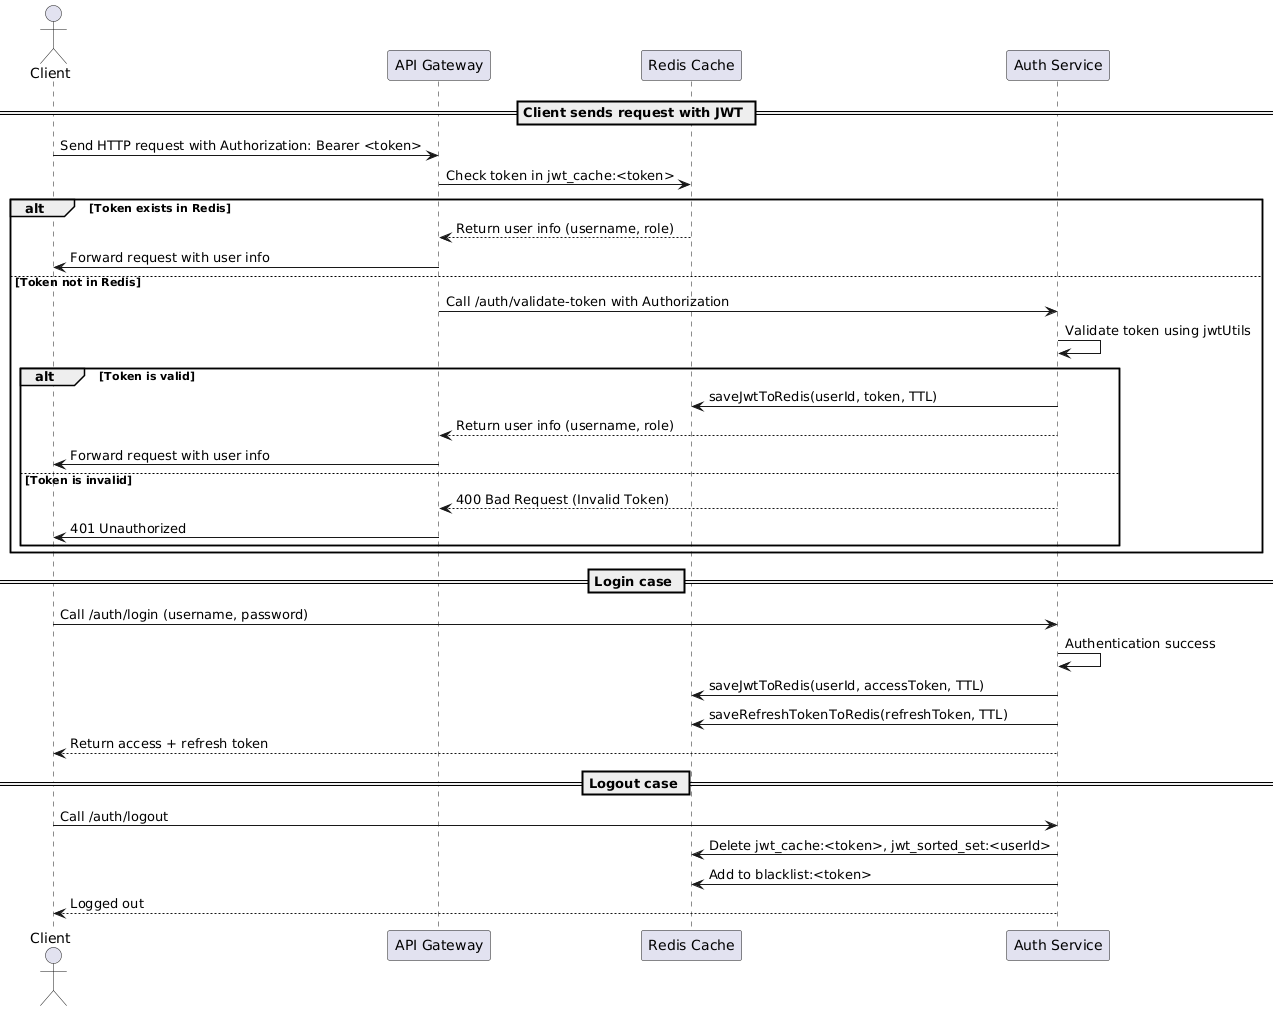 Client
API Gateway
Redis Cache
Auth Service
Client sends request with JWT
Send HTTP request with Authorization: Bearer <token>
Check token in jwt_cache:<token>
alt
[Token exists in Redis]
Return user info (username, role)
Forward request with user info
[Token not in Redis]
Call /auth/validate-token with Authorization
Validate token using jwtUtils
alt
[Token is valid]
saveJwtToRedis(userId, token, TTL)
Return user info (username, role)
Forward request with user info
[Token is invalid]
400 Bad Request (Invalid Token)
401 Unauthorized
Login case
Call /auth/login (username, password)
Authentication success
saveJwtToRedis(userId, accessToken, TTL)
saveRefreshTokenToRedis(refreshToken, TTL)
Return access + refresh token
Logout case
Call /auth/logout
Delete jwt_cache:<token>, jwt_sorted_set:<userId>
Add to blacklist:<token>
Logged out
Client
API Gateway
Redis Cache
Auth Service